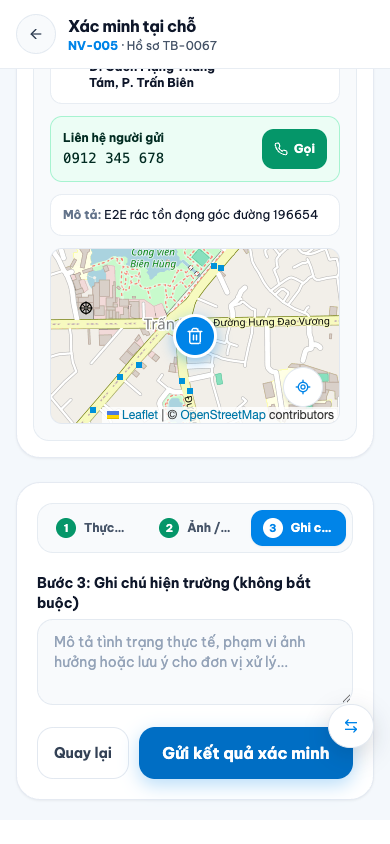 Xác minh tại chỗ
NV-005 · Hồ sơ TB-0067
Đ. Cách Mạng Tháng
Tám, P. Trấn Biên
Liên hệ người gửi
0912 345 678
Gọi
Mô tả: E2E rác tồn đọng góc đường 196654
Công viên
Biên Hùng
Trấn
Đường Hưng Đạo Vương
Leaflet | © OpenStreetMap contributors
1 Thực...
2 Ảnh /...
3 Ghi c...
Bước 3: Ghi chú hiện trường (không bắt
buộc)
Mô tả tình trạng thực tế, phạm vi ảnh
hưởng hoặc lưu ý cho đơn vị xử lý...
Quay lại
Gửi kết quả xác minh